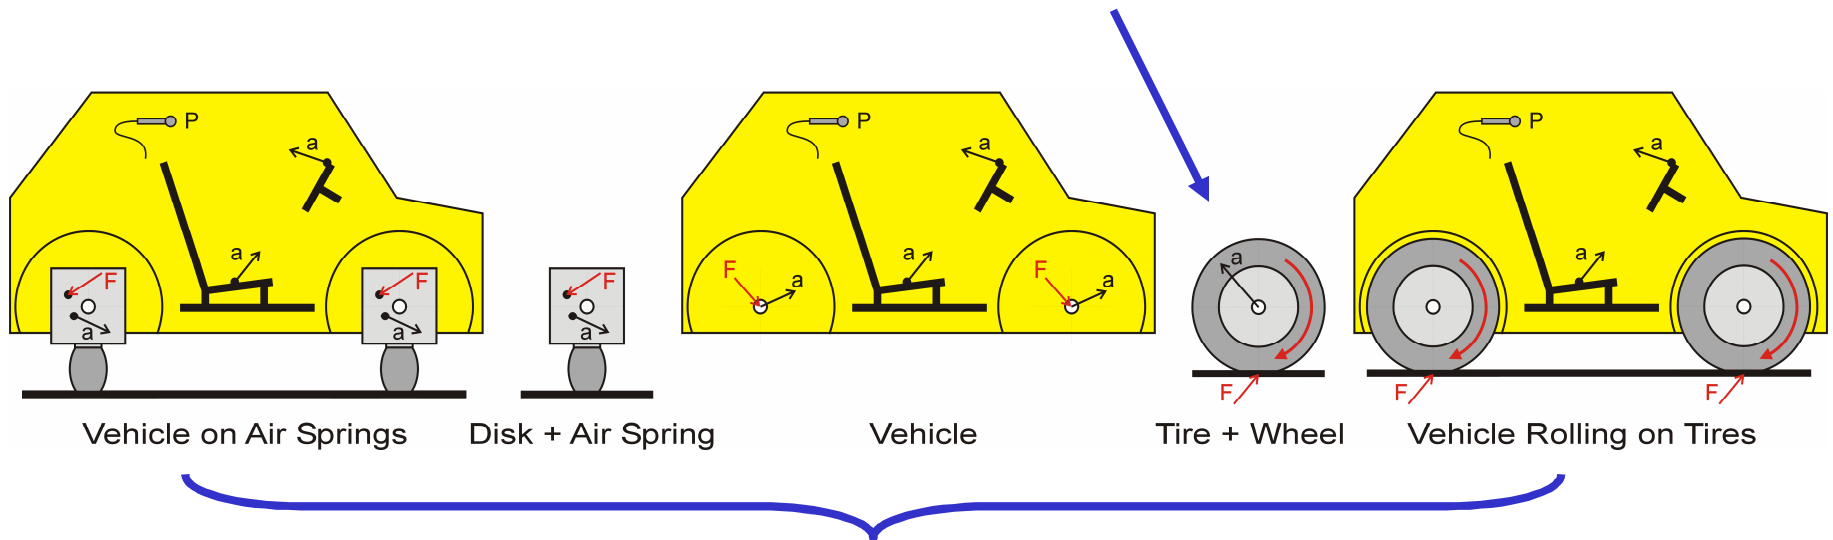 P
a
a
F
a
F
a
Vehicle on Air Springs
F
a
Disk + Air Spring
P
a
a
F
a
F
a
Vehicle
a
F
Tire + Wheel
P
a
a
F
F
Vehicle Rolling on Tires